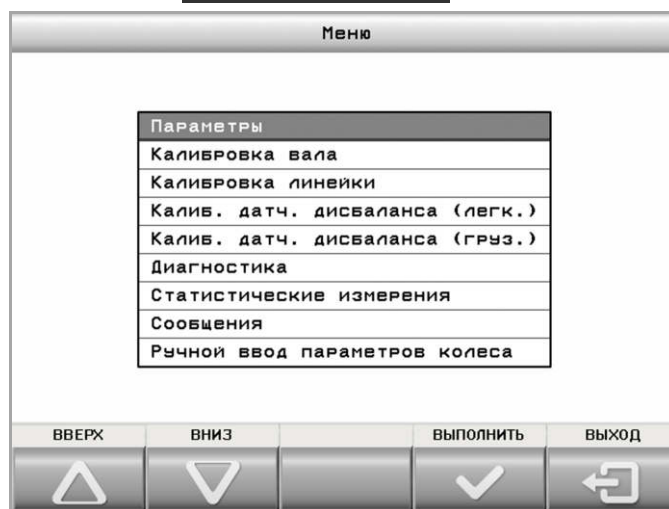 Меню
Параметры
Калибровка вала
Калибровка линейки
Калиб. датч. дисбаланса (легк.)
Калиб. датч. дисбаланса (груз.)
Диагностика
Статистические измерения
Сообщения
Ручной ввод параметров колеса
ВВЕРХ ВНИЗ ВЫПОЛНИТЬ ВЫХОД